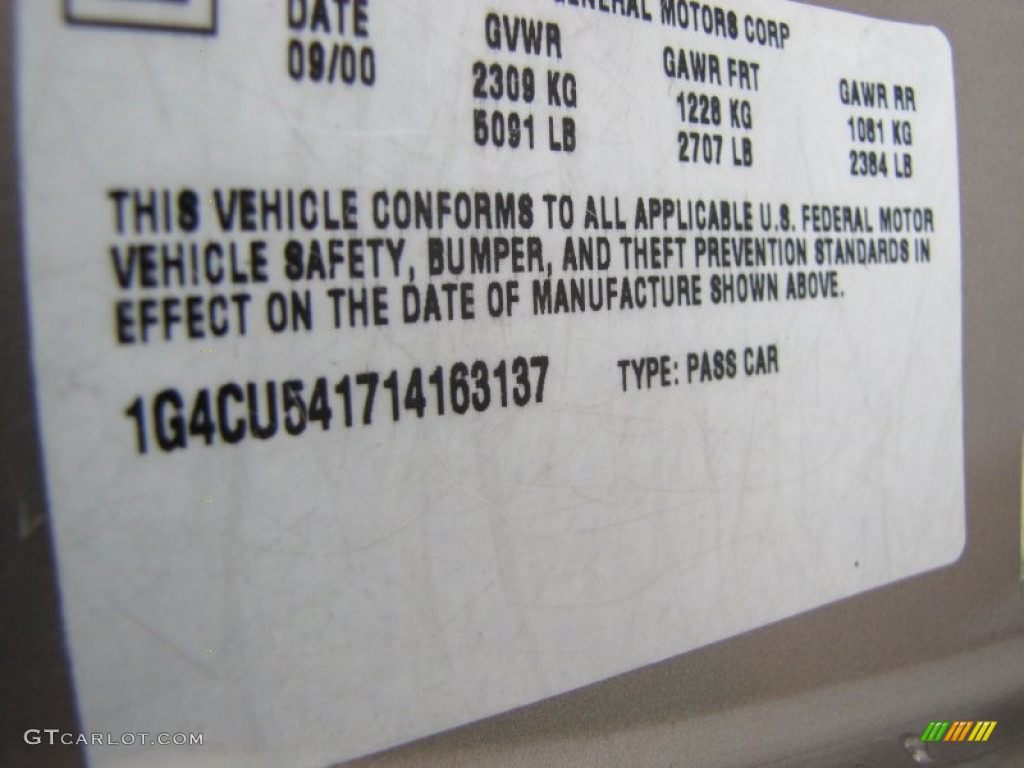 GENERAL MOTORS CORP
DATE GVWR GAWR FRT GAWR RR
09/00 2309 KG 1228 KG 1081 KG
5091 LB 2707 LB 2384 LB
THIS VEHICLE CONFORMS TO ALL APPLICABLE U.S. FEDERAL MOTOR
VEHICLE SAFETY, BUMPER, AND THEFT PREVENTION STANDARDS IN
EFFECT ON THE DATE OF MANUFACTURE SHOWN ABOVE.
1G4CU541714163137 TYPE: PASS CAR
GTCARLOT.COM